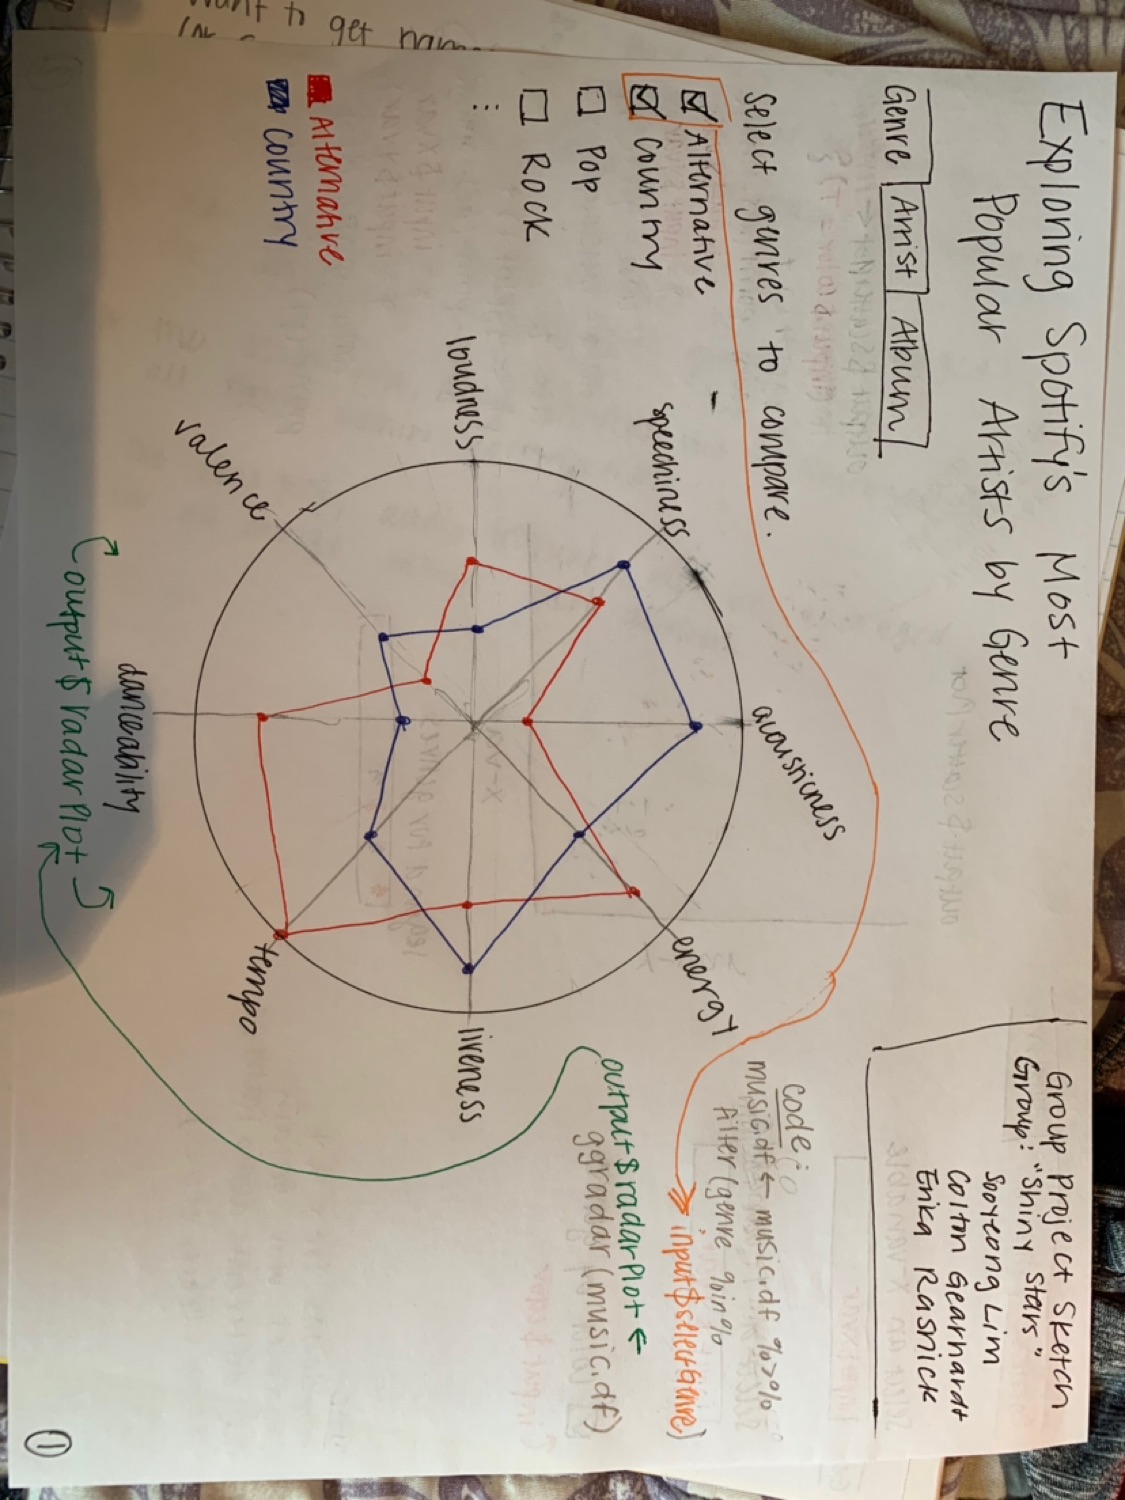 Exploring Spotify's Most
Popular Artists by Genre
Group Project Sketch
Group: "Shiny Stars"
Sooyeong Lim
Colton Gearhardt
Erika Rasnick
Genre Artist Album
Select genres to compare.
Alternative
Country
Pop
Rock
⋮
Alternative
Country
acousticness
energy
liveness
tempo
danceability
valence
loudness
speechiness
output$radarPlot
code:
music.df ← music.df %>%
filter(genre %in%
input$selectGenre)
output$radarPlot ←
ggradar(music.df)
1